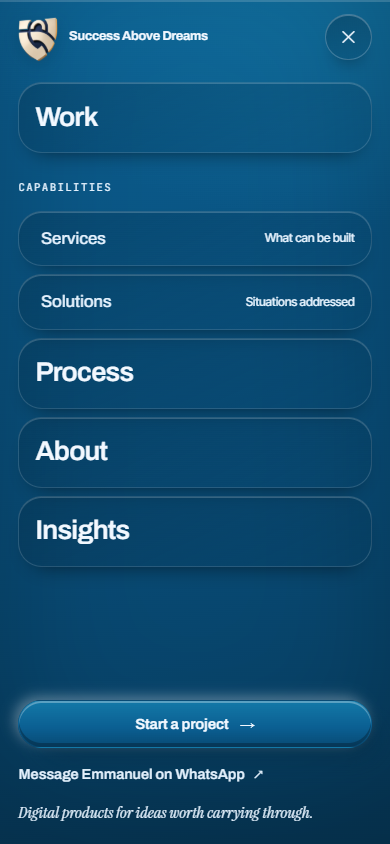 Success Above Dreams
Work
CAPABILITIES
Services What can be built
Solutions Situations addressed
Process
About
Insights
Start a project →
Message Emmanuel on WhatsApp ↗
Digital products for ideas worth carrying through.